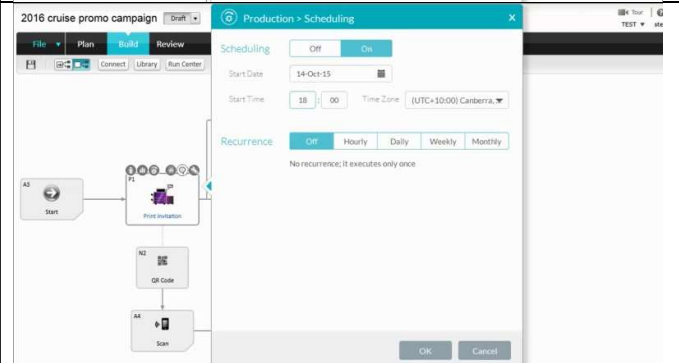 2016 cruise promo campaign Draft
Production > Scheduling x
Tour
TEST ste
File Plan Build Review
Connect Library Run Center
Scheduling Off On
Start Date 14-Oct-15
Start Time 18 : 00 Time Zone (UTC+10:00) Canberra,
Recurrence Off Hourly Daily Weekly Monthly
No recurrence; it executes only once
A3
Start
P1
Print invitation
N2
QR Code
A4
Scan
OK Cancel